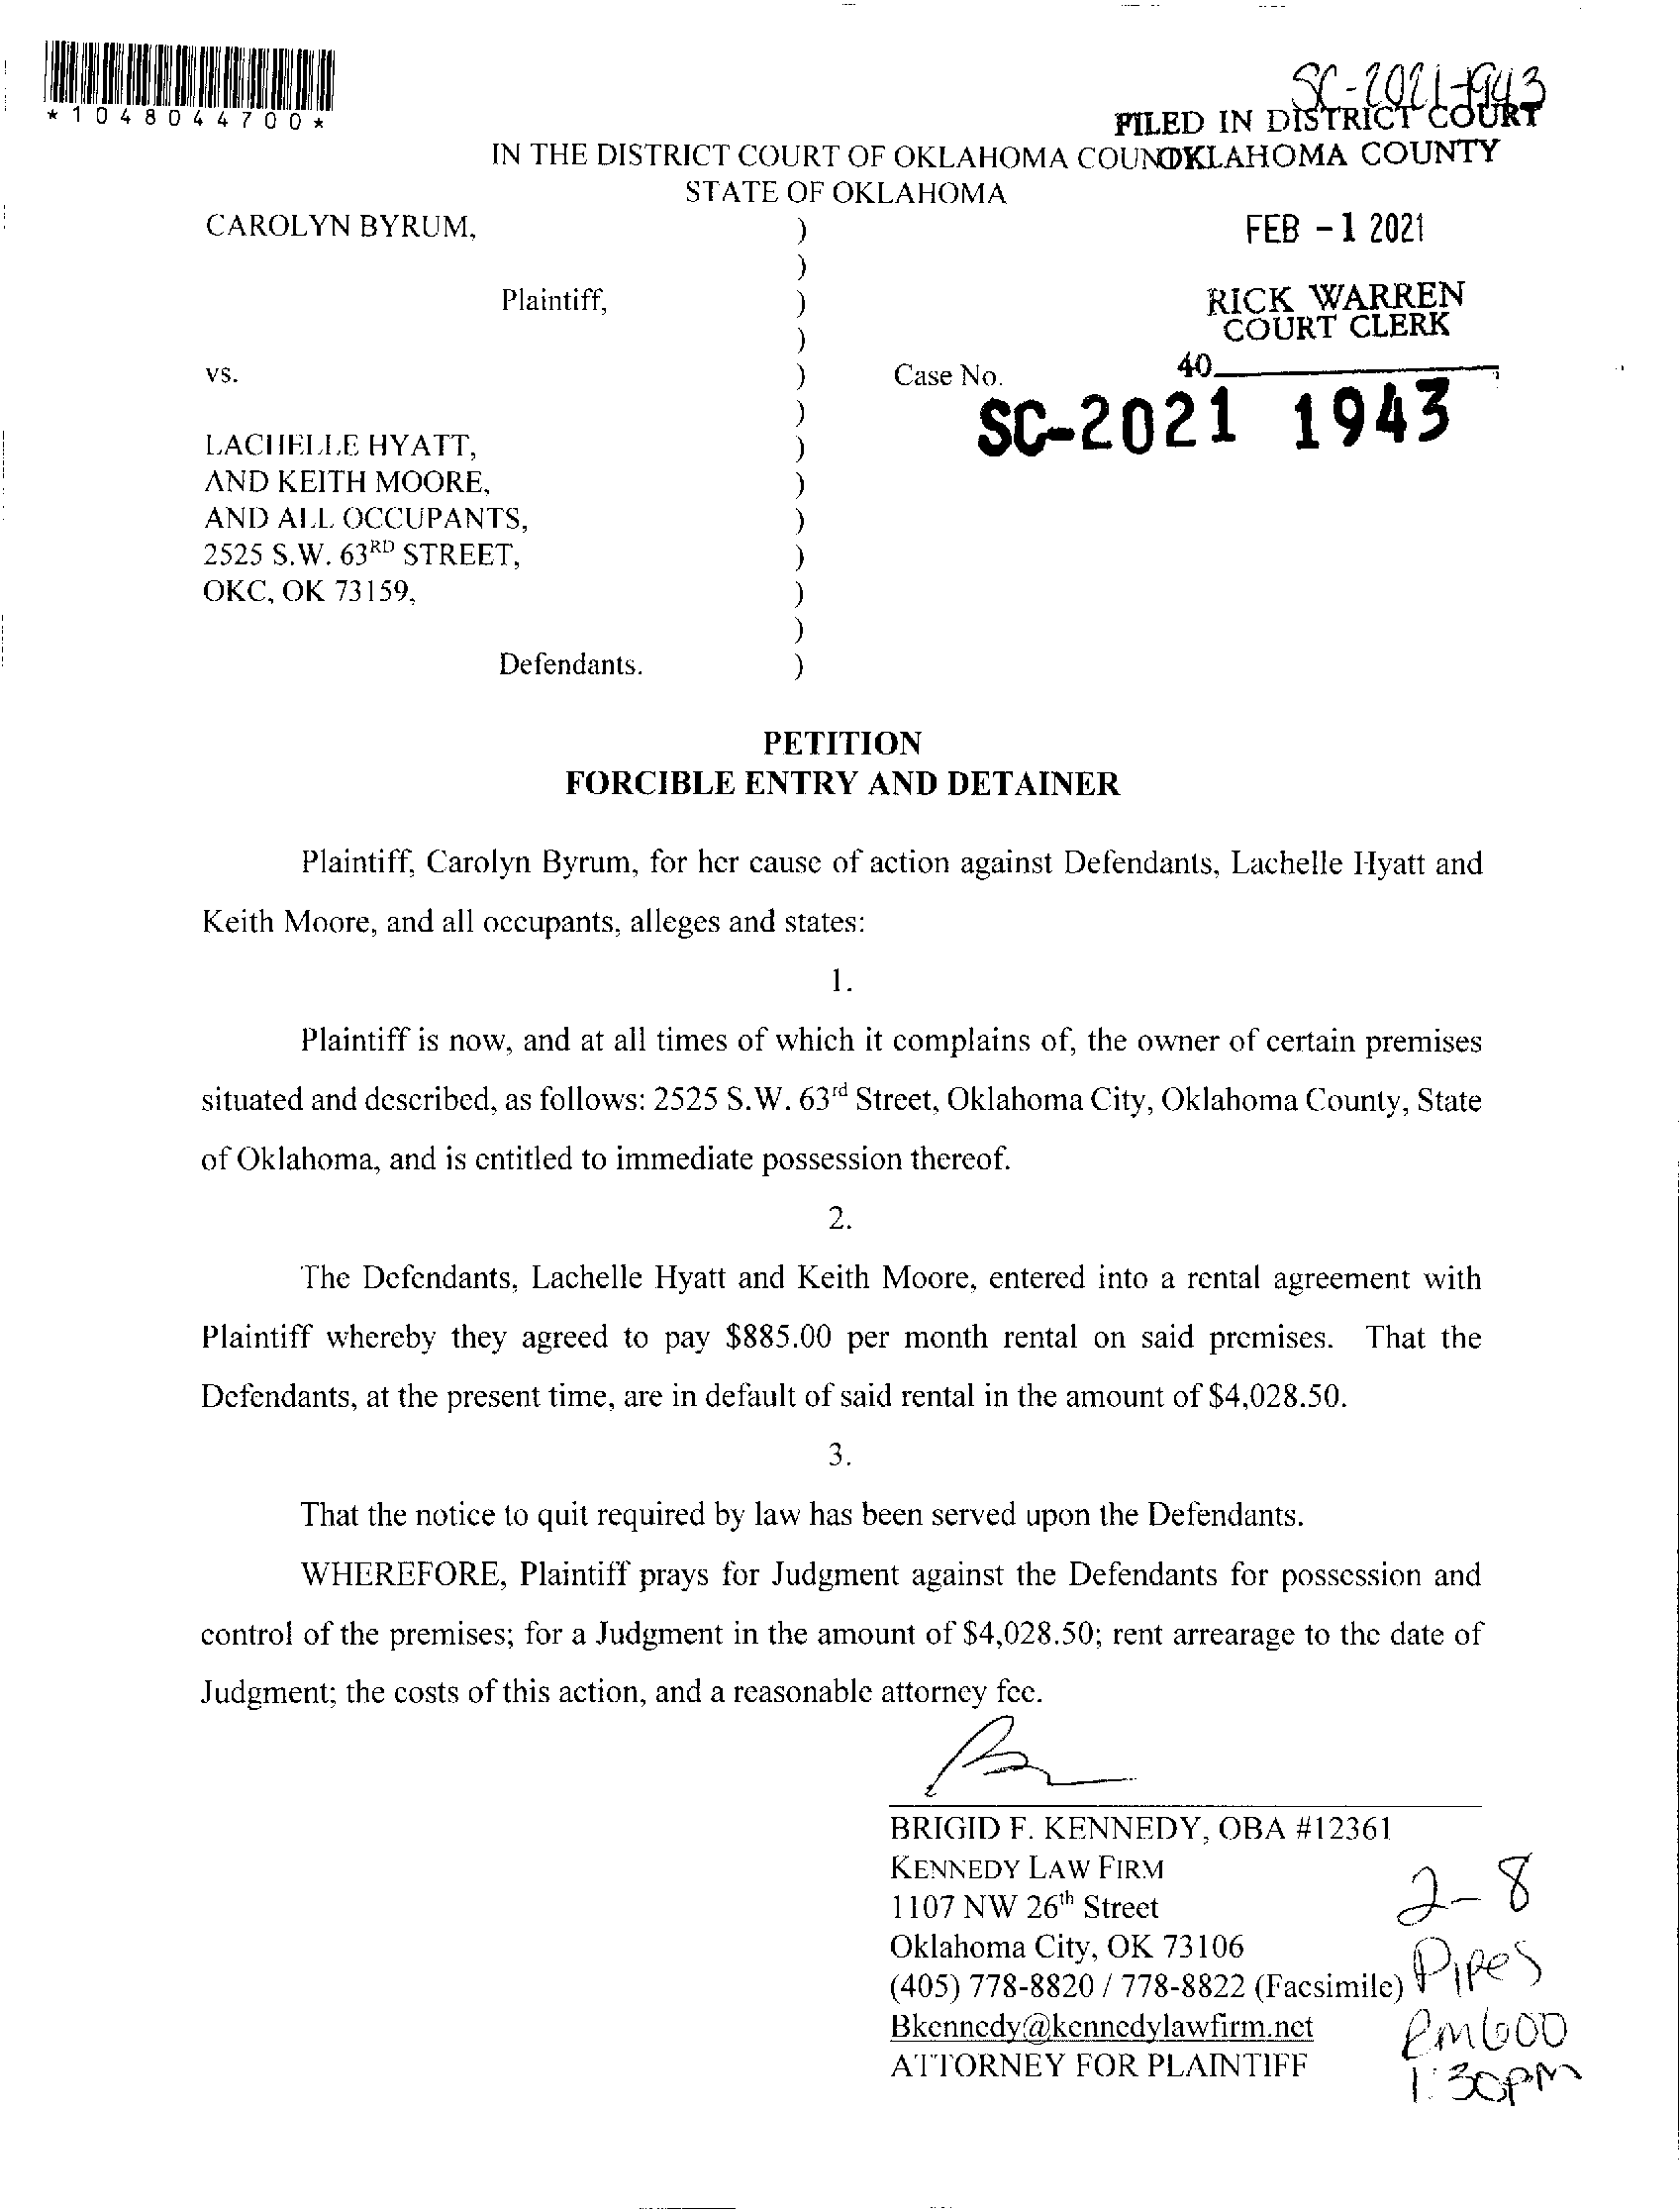 *1048044700*
SC-2021-1943
FILED IN DISTRICT COURT
OKLAHOMA COUNTY
IN THE DISTRICT COURT OF OKLAHOMA COUN
STATE OF OKLAHOMA
FEB -1 2021
RICK WARREN
COURT CLERK
40
CAROLYN BYRUM, )
)
Plaintiff, )
)
vs. ) Case No.
SC-2021 1943
)
LACHELLE HYATT, )
AND KEITH MOORE, )
AND ALL OCCUPANTS, )
2525 S.W. 63RD STREET, )
OKC, OK 73159, )
)
Defendants. )
PETITION
FORCIBLE ENTRY AND DETAINER
Plaintiff, Carolyn Byrum, for her cause of action against Defendants, Lachelle Hyatt and
Keith Moore, and all occupants, alleges and states:
1.
Plaintiff is now, and at all times of which it complains of, the owner of certain premises
situated and described, as follows: 2525 S.W. 63rd Street, Oklahoma City, Oklahoma County, State
of Oklahoma, and is entitled to immediate possession thereof.
2.
The Defendants, Lachelle Hyatt and Keith Moore, entered into a rental agreement with
Plaintiff whereby they agreed to pay $885.00 per month rental on said premises. That the
Defendants, at the present time, are in default of said rental in the amount of $4,028.50.
3.
That the notice to quit required by law has been served upon the Defendants.
WHEREFORE, Plaintiff prays for Judgment against the Defendants for possession and
control of the premises; for a Judgment in the amount of $4,028.50; rent arrearage to the date of
Judgment; the costs of this action, and a reasonable attorney fee.
BRIGID F. KENNEDY, OBA #12361
KENNEDY LAW FIRM
1107 NW 26th Street
Oklahoma City, OK 73106
(405) 778-8820 / 778-8822 (Facsimile)
Bkennedy@kennedylawfirm.net
ATTORNEY FOR PLAINTIFF
2-8
Pipes
Rm600
1:30pm